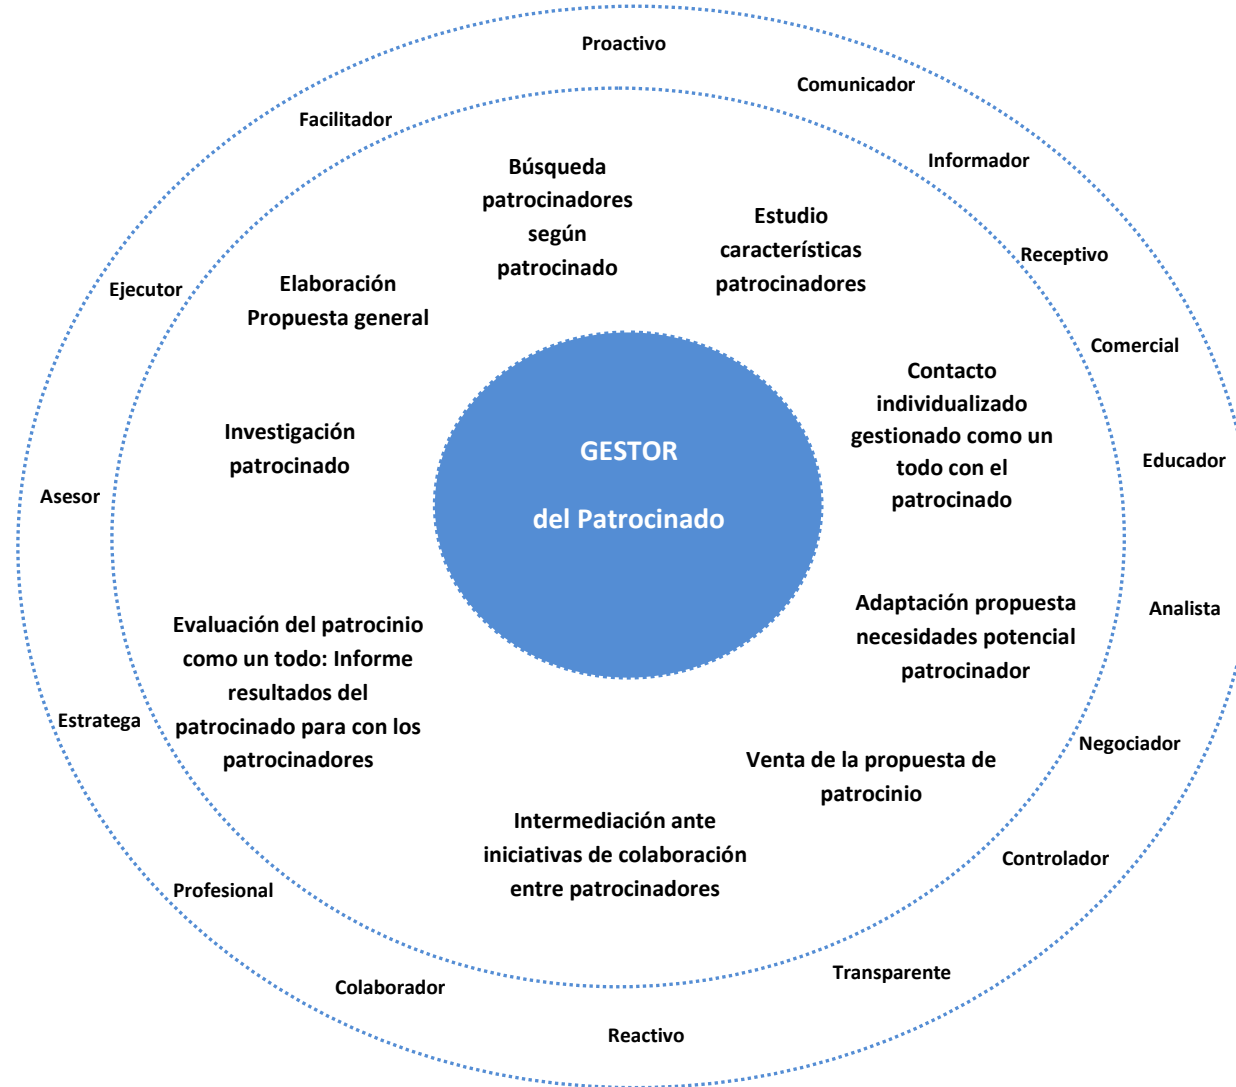 Proactivo
Comunicador
Facilitador
Informador
Búsqueda
patrocinadores
según
patrocinado
Estudio
características
patrocinadores
Receptivo
Ejecutor
Elaboración
Propuesta general
Comercial
Contacto
individualizado
gestionado como un
todo con el
patrocinado
Investigación
patrocinado
GESTOR
del Patrocinado
Educador
Asesor
Adaptación propuesta
necesidades potencial
patrocinador
Analista
Evaluación del patrocinio
como un todo: Informe
resultados del
patrocinado para con los
patrocinadores
Estratega
Negociador
Venta de la propuesta de
patrocinio
Intermediación ante
iniciativas de colaboración
entre patrocinadores
Controlador
Profesional
Transparente
Colaborador
Reactivo